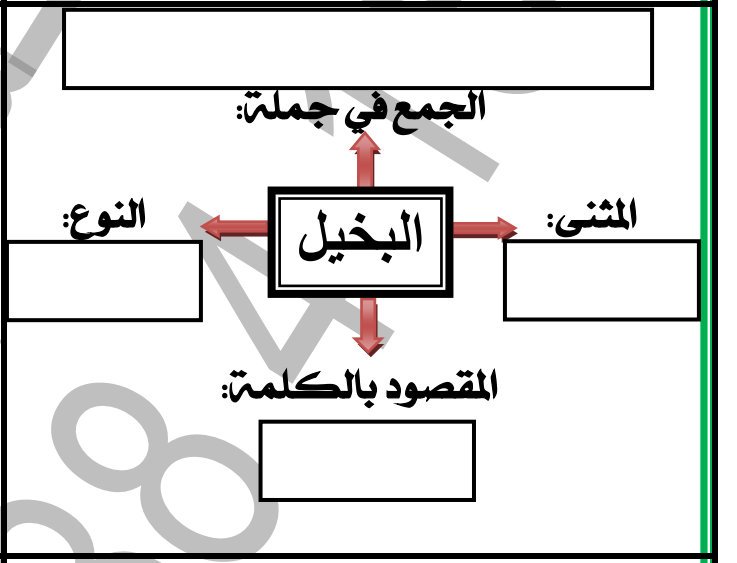 الجمع في جملة:
المثنى:
النوع:
البخيل
المقصود بالكلمة: